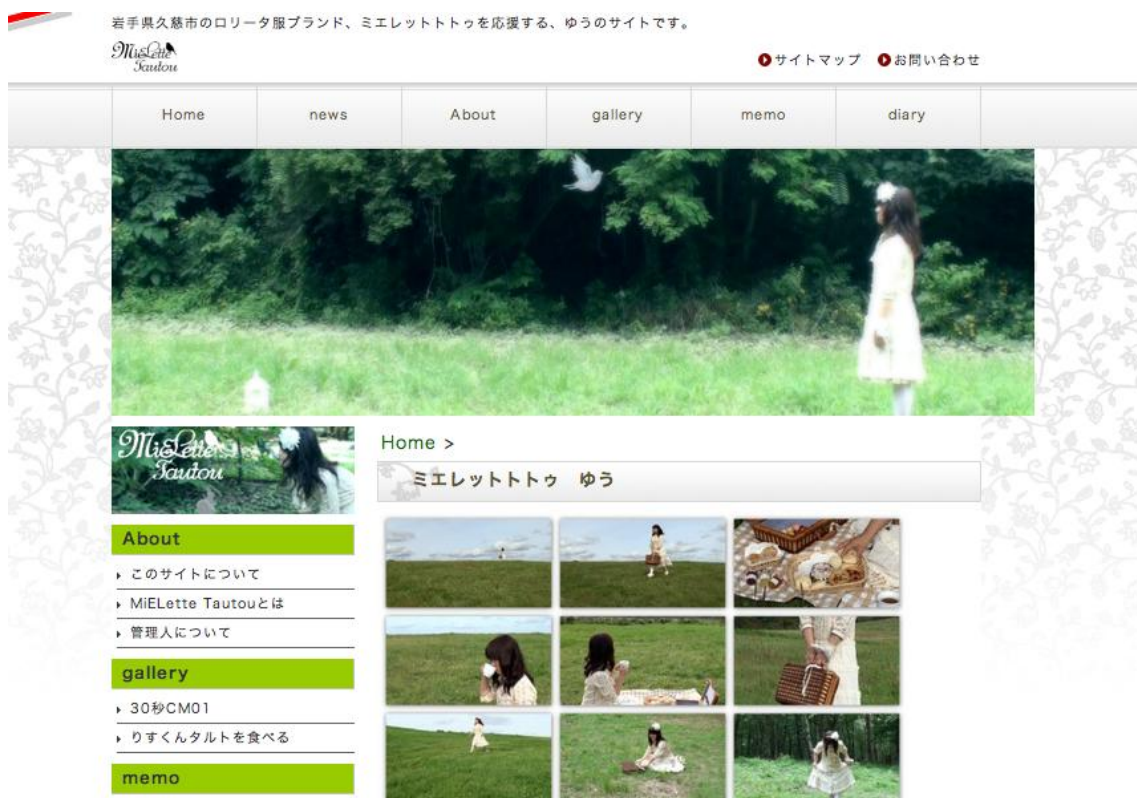 岩手県久慈市のロリータ服ブランド、ミエレットトトゥを応援する、ゆうのサイトです。
MiELette
Tautou
サイトマップ お問い合わせ
Home news About gallery memo diary
MiELette
Tautou
Home >
ミエレットトトゥ ゆう
About
このサイトについて
MiELette Tautouとは
管理人について
gallery
30秒CM01
りすくんタルトを食べる
memo